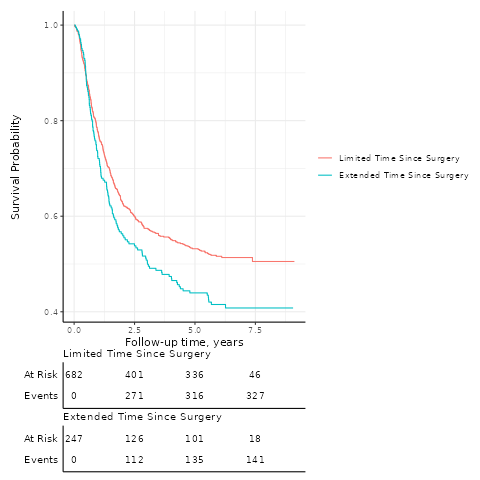 1.0
0.8
0.6
0.4
Survival Probability
0.0 2.5 5.0 7.5
Follow-up time, years
Limited Time Since Surgery
Extended Time Since Surgery
Limited Time Since Surgery
At Risk 682 401 336 46
Events 0 271 316 327
Extended Time Since Surgery
At Risk 247 126 101 18
Events 0 112 135 141